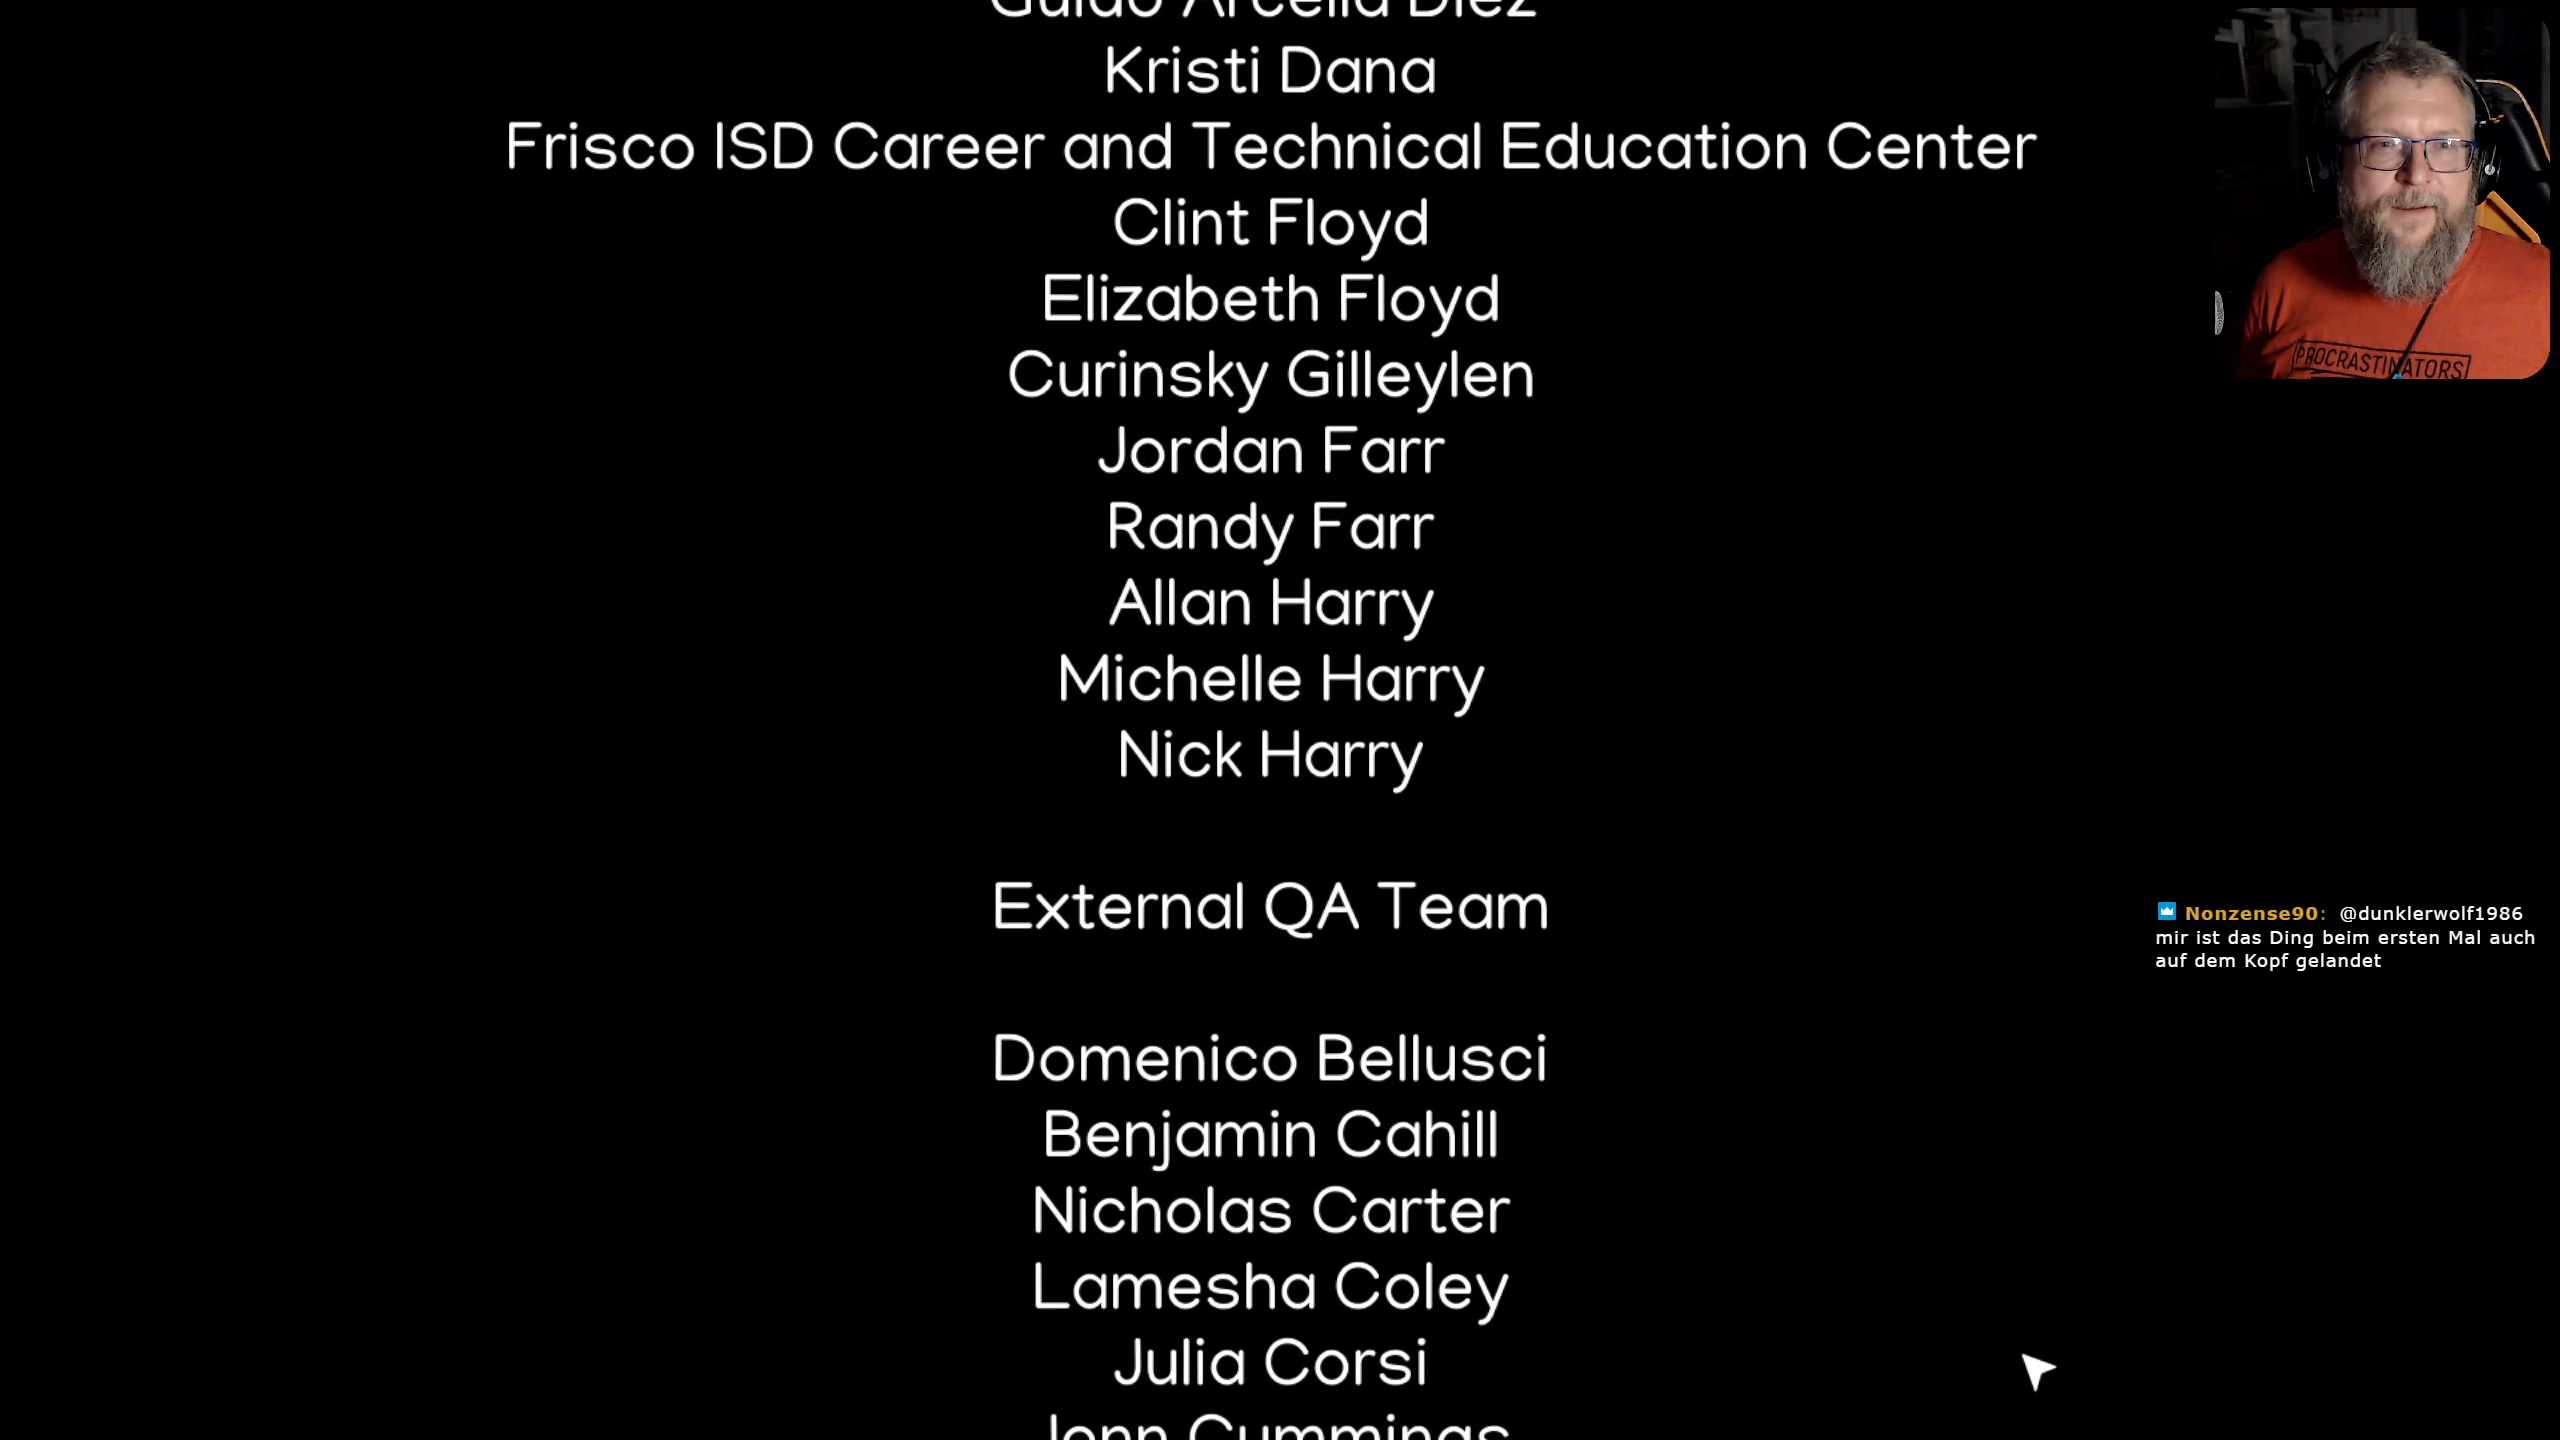 Kristi Dana
Frisco ISD Career and Technical Education Center
Clint Floyd
Elizabeth Floyd
Curinsky Gilleylen
Jordan Farr
Randy Farr
Allan Harry
Michelle Harry
Nick Harry
External QA Team
Domenico Bellusci
Benjamin Cahill
Nicholas Carter
Lamesha Coley
Julia Corsi
Cummings
PROCRASTINATORS
Nonzense90: @dunklerwolf1986
mir ist das Ding beim ersten Mal auch
auf dem Kopf gelandet